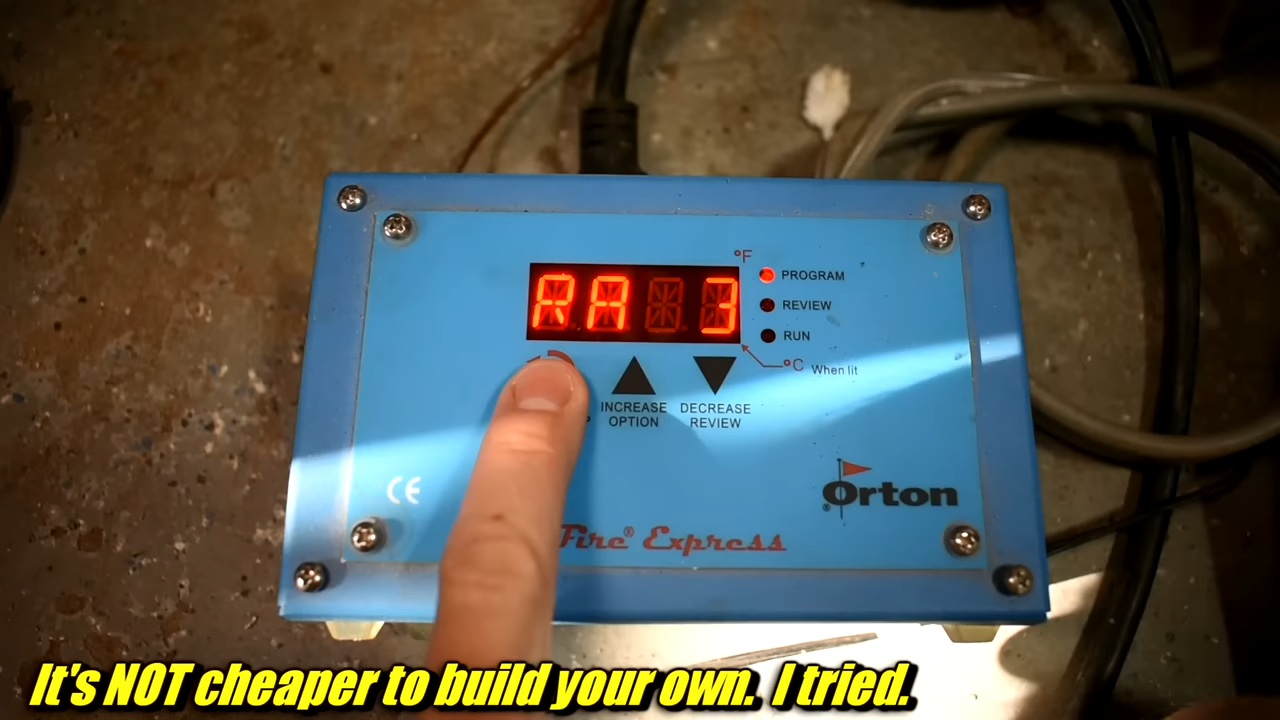 °F
RA 3
PROGRAM
REVIEW
RUN
°C When lit
INCREASE
OPTION
DECREASE
REVIEW
CE
Orton
Fire® Express
It's NOT cheaper to build your own. I tried.